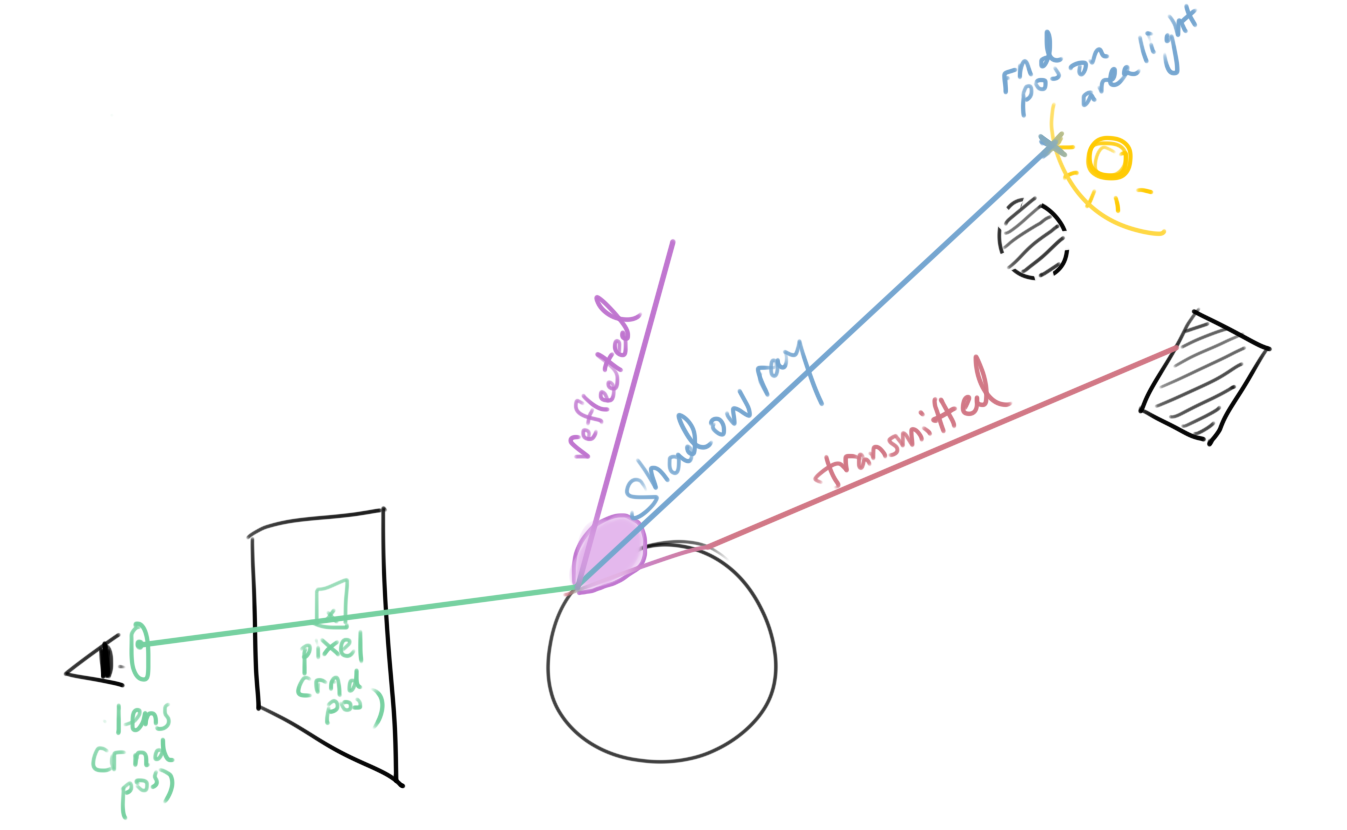 rnd
pos on
area light
reflected
shadow ray
transmitted
pixel
(rnd
pos)
lens
(rnd
pos)